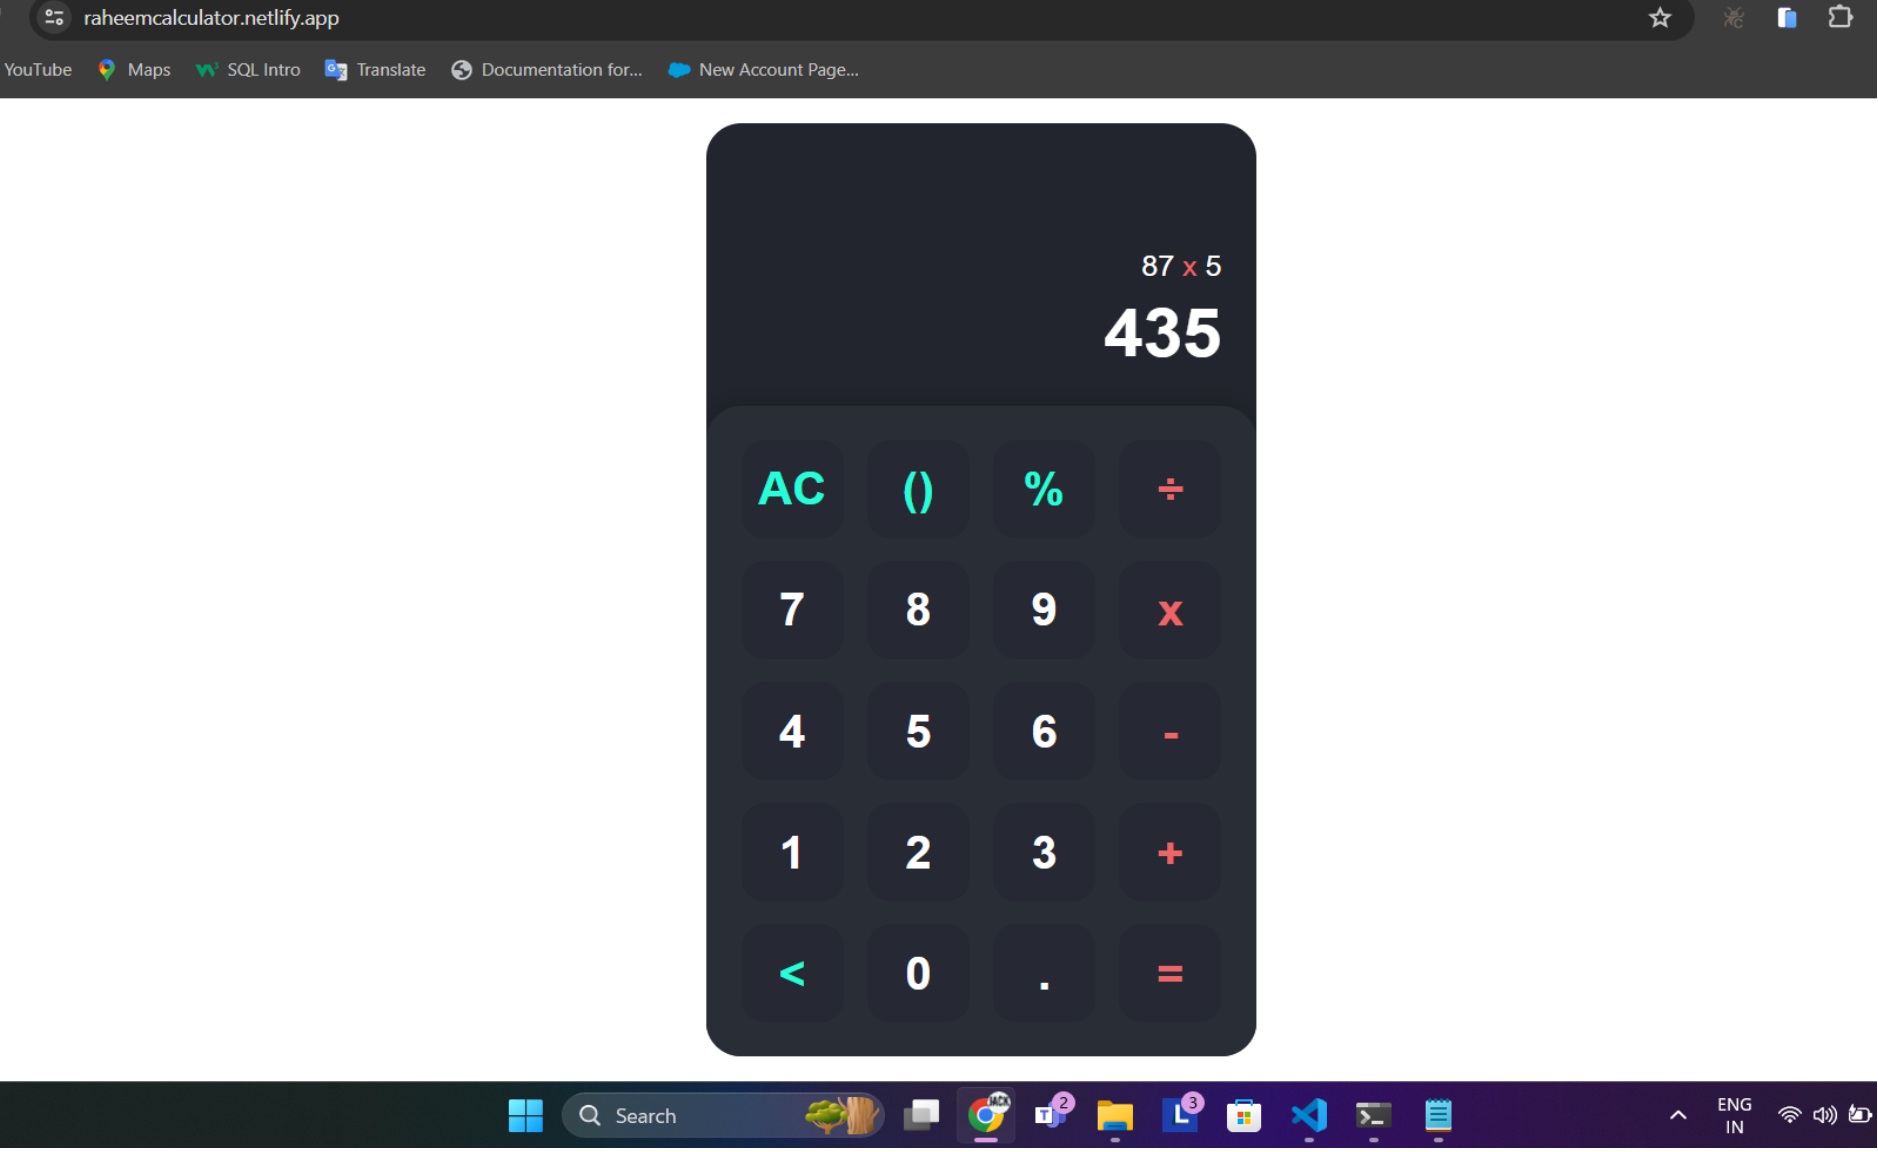 raheemcalculator.netlify.app
YouTube Maps SQL Intro Translate Documentation for... New Account Page...
87 x 5
435
AC () % ÷
7 8 9 x
4 5 6 -
1 2 3 +
< 0 . =
Search JACK T 2 L 3 ENG
IN